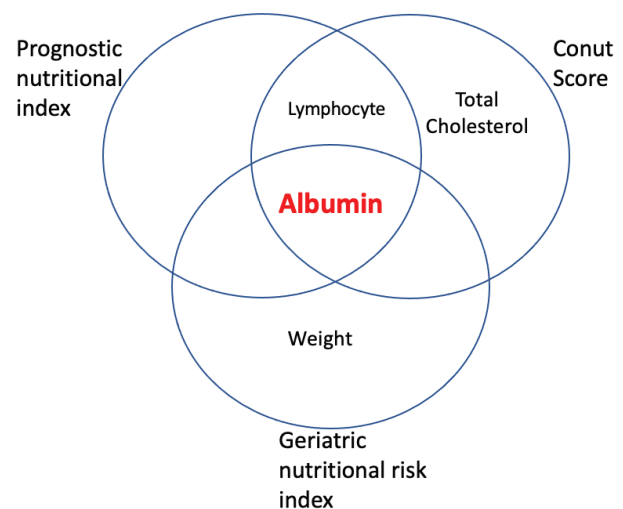 Prognostic
nutritional
index
Conut
Score
Lymphocyte
Total
Cholesterol
Albumin
Weight
Geriatric
nutritional risk
index